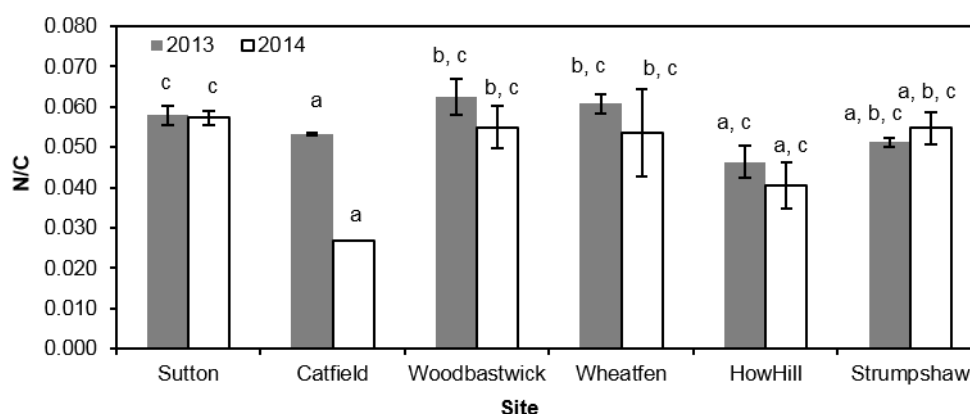 0.080
2013 2014
0.070
b, c
b, c
b, c
b, c
c
c
a
a, b, c
a, b, c
0.060
0.050
a, c
a, c
N/C
0.040
0.030
a
0.020
0.010
0.000
Sutton Catfield Woodbastwick Wheatfen HowHill Strumpshaw
Site